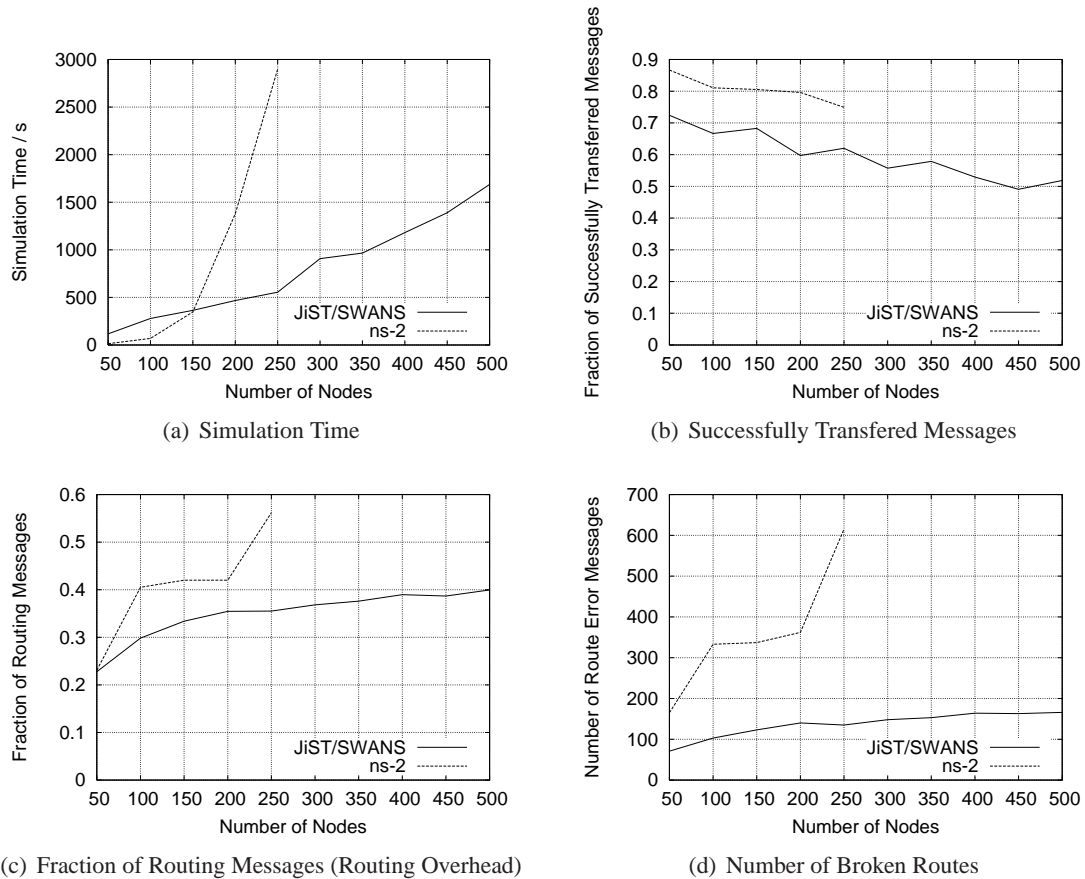 Simulation Time / s
3000
2500
2000
1500
1000
500
0
JiST/SWANS
ns-2
50 100 150 200 250 300 350 400 450 500
Number of Nodes
(a) Simulation Time
Fraction of Successfully Transferred Messages
0.9
0.8
0.7
0.6
0.5
0.4
0.3
0.2
0.1
0
JiST/SWANS
ns-2
50 100 150 200 250 300 350 400 450 500
Number of Nodes
(b) Successfully Transfered Messages
Fraction of Routing Messages
0.6
0.5
0.4
0.3
0.2
0.1
0
JiST/SWANS
ns-2
50 100 150 200 250 300 350 400 450 500
Number of Nodes
(c) Fraction of Routing Messages (Routing Overhead)
Number of Route Error Messages
700
600
500
400
300
200
100
0
JiST/SWANS
ns-2
50 100 150 200 250 300 350 400 450 500
Number of Nodes
(d) Number of Broken Routes